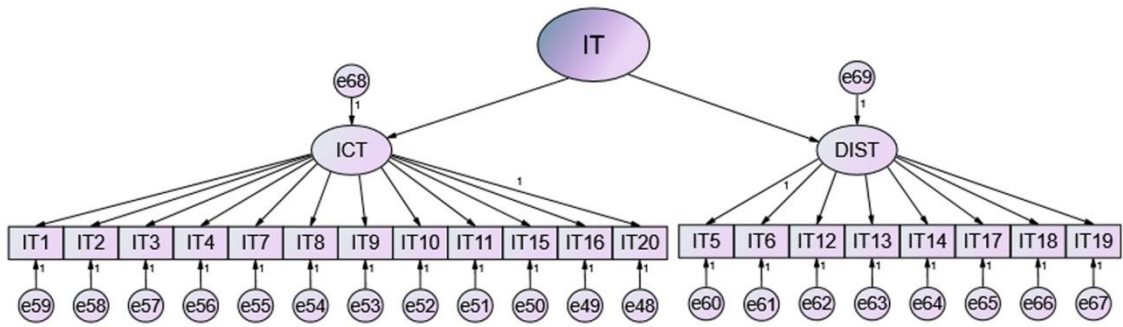 IT
e68
1
e69
1
ICT
DIST
1
1
IT1 IT2 IT3 IT4 IT7 IT8 IT9 IT10 IT11 IT15 IT16 IT20
IT5 IT6 IT12 IT13 IT14 IT17 IT18 IT19
1 1 1 1 1 1 1 1 1 1 1 1
1 1 1 1 1 1 1 1
e59 e58 e57 e56 e55 e54 e53 e52 e51 e50 e49 e48
e60 e61 e62 e63 e64 e65 e66 e67